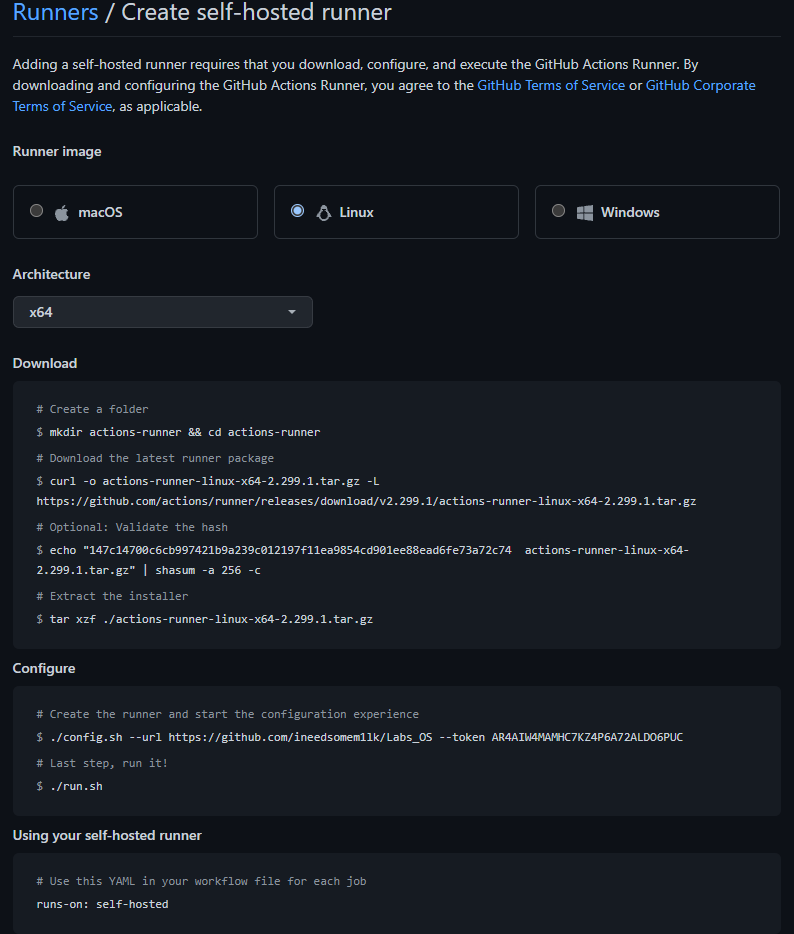 Runners / Create self-hosted runner
Adding a self-hosted runner requires that you download, configure, and execute the GitHub Actions Runner. By
downloading and configuring the GitHub Actions Runner, you agree to the GitHub Terms of Service or GitHub Corporate
Terms of Service, as applicable.
Runner image
macOS
Linux
Windows
Architecture
x64
Download
# Create a folder
$ mkdir actions-runner && cd actions-runner
# Download the latest runner package
$ curl -o actions-runner-linux-x64-2.299.1.tar.gz -L
https://github.com/actions/runner/releases/download/v2.299.1/actions-runner-linux-x64-2.299.1.tar.gz
# Optional: Validate the hash
$ echo "147c14700c6cb997421b9a239c012197f11ea9854cd901ee88ead6fe73a72c74  actions-runner-linux-x64-
2.299.1.tar.gz" | shasum -a 256 -c
# Extract the installer
$ tar xzf ./actions-runner-linux-x64-2.299.1.tar.gz
Configure
# Create the runner and start the configuration experience
$ ./config.sh --url https://github.com/ineedsomem1lk/Labs_OS --token AR4AIW4MAMHC7KZ4P6A72ALDO6PUC
# Last step, run it!
$ ./run.sh
Using your self-hosted runner
# Use this YAML in your workflow file for each job
runs-on: self-hosted